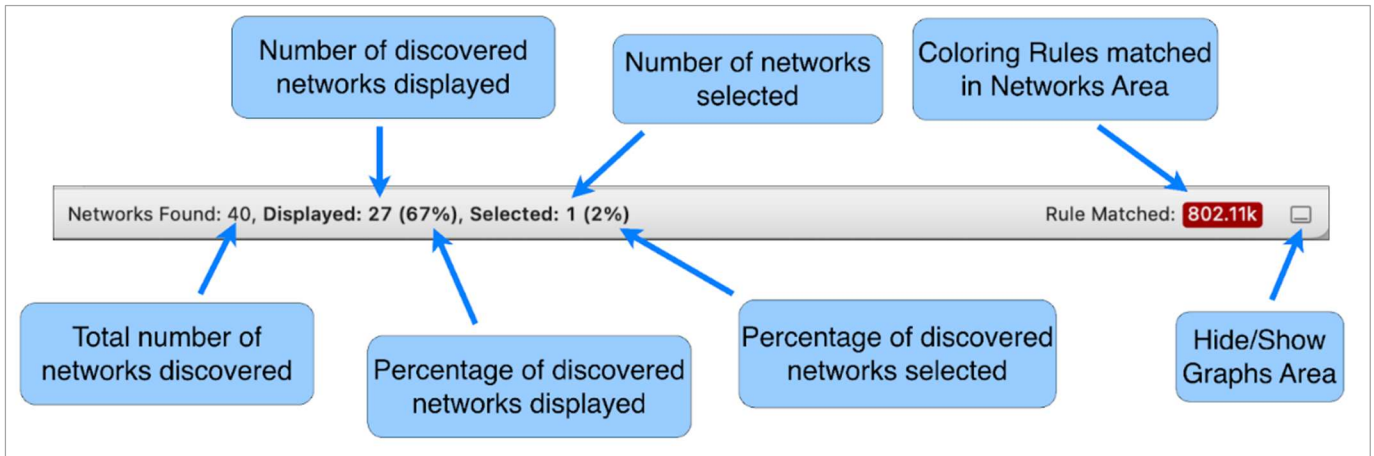 Number of discovered
networks displayed
Number of networks
selected
Coloring Rules matched
in Networks Area
Networks Found: 40, Displayed: 27 (67%), Selected: 1 (2%)
Rule Matched: 802.11k
Total number of
networks discovered
Percentage of discovered
networks displayed
Percentage of discovered
networks selected
Hide/Show
Graphs Area